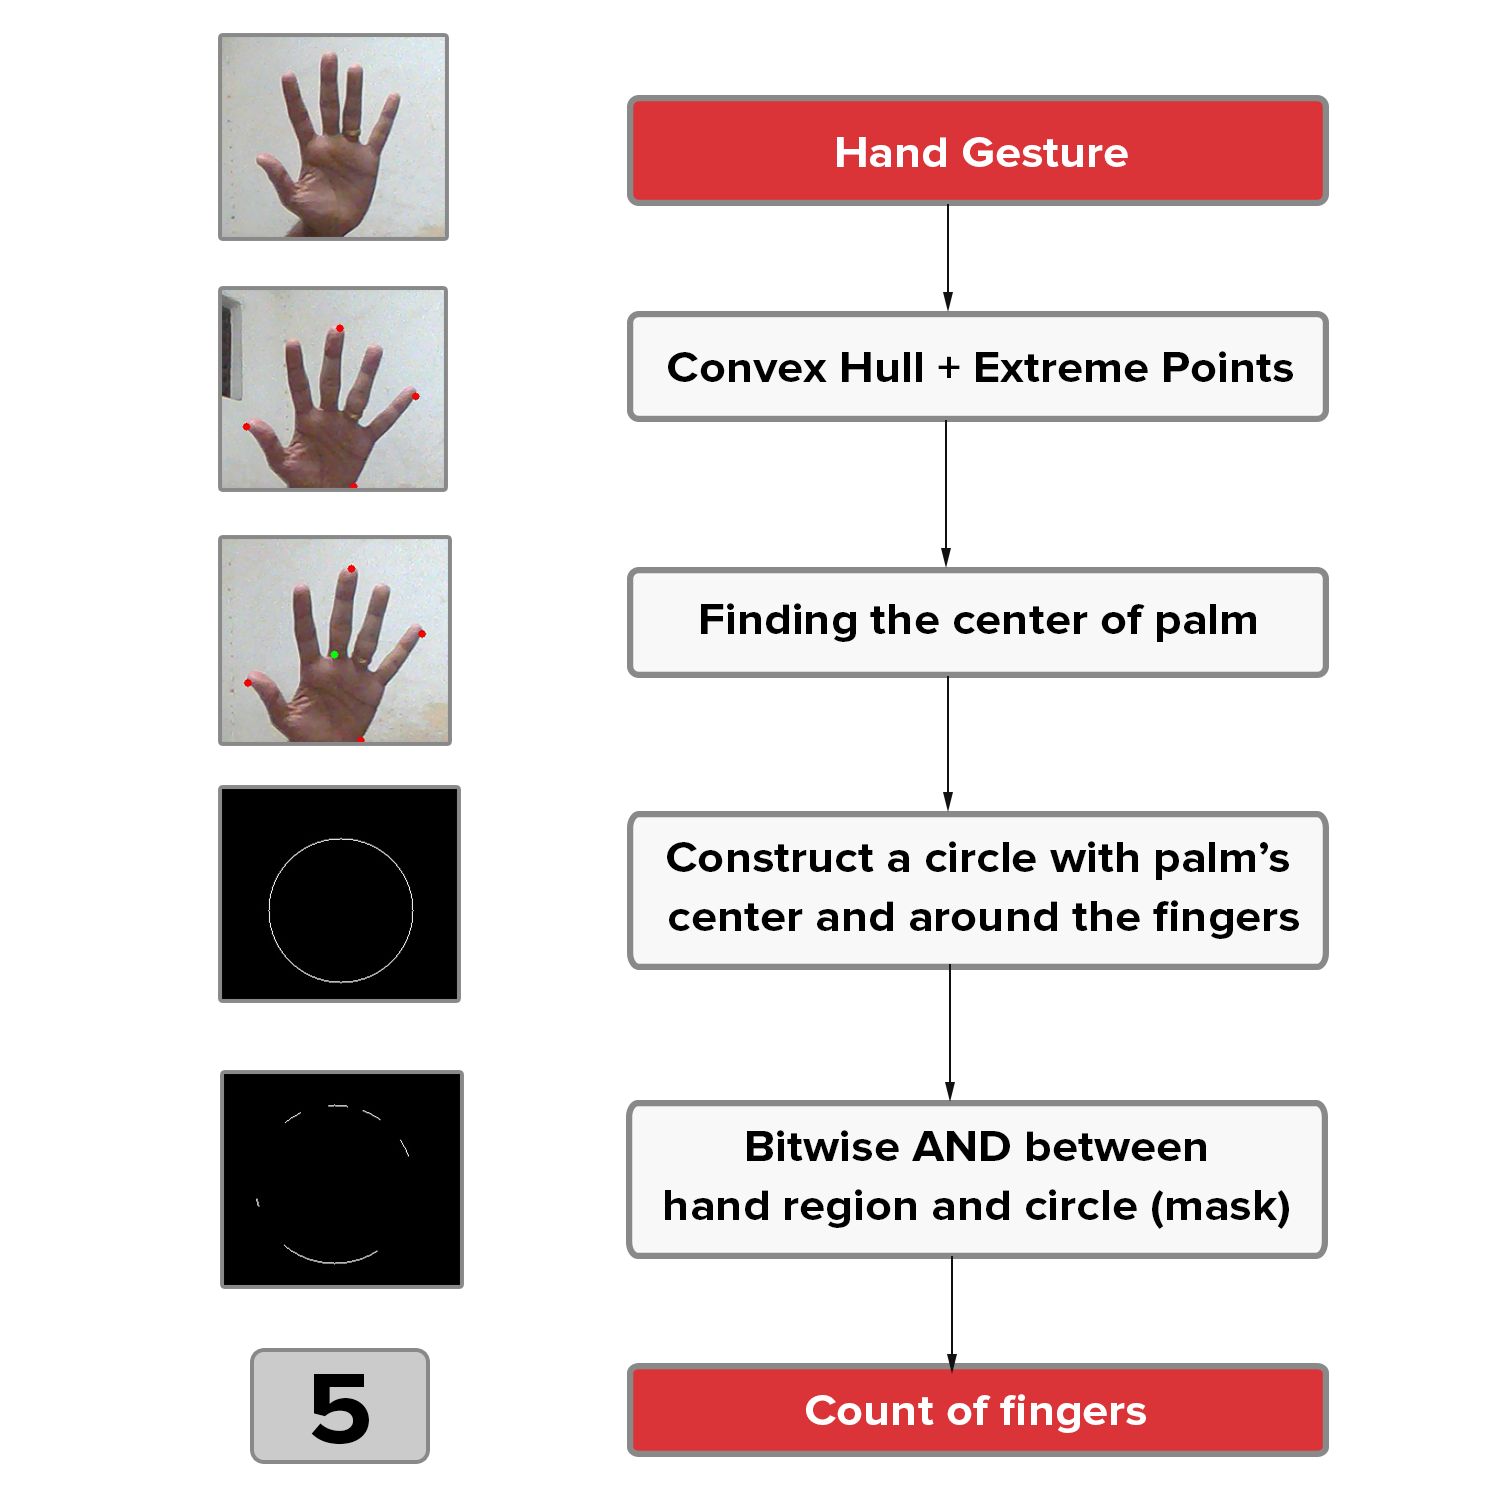 Hand Gesture
Convex Hull + Extreme Points
Finding the center of palm
Construct a circle with palm’s
center and around the fingers
Bitwise AND between
hand region and circle (mask)
5
Count of fingers